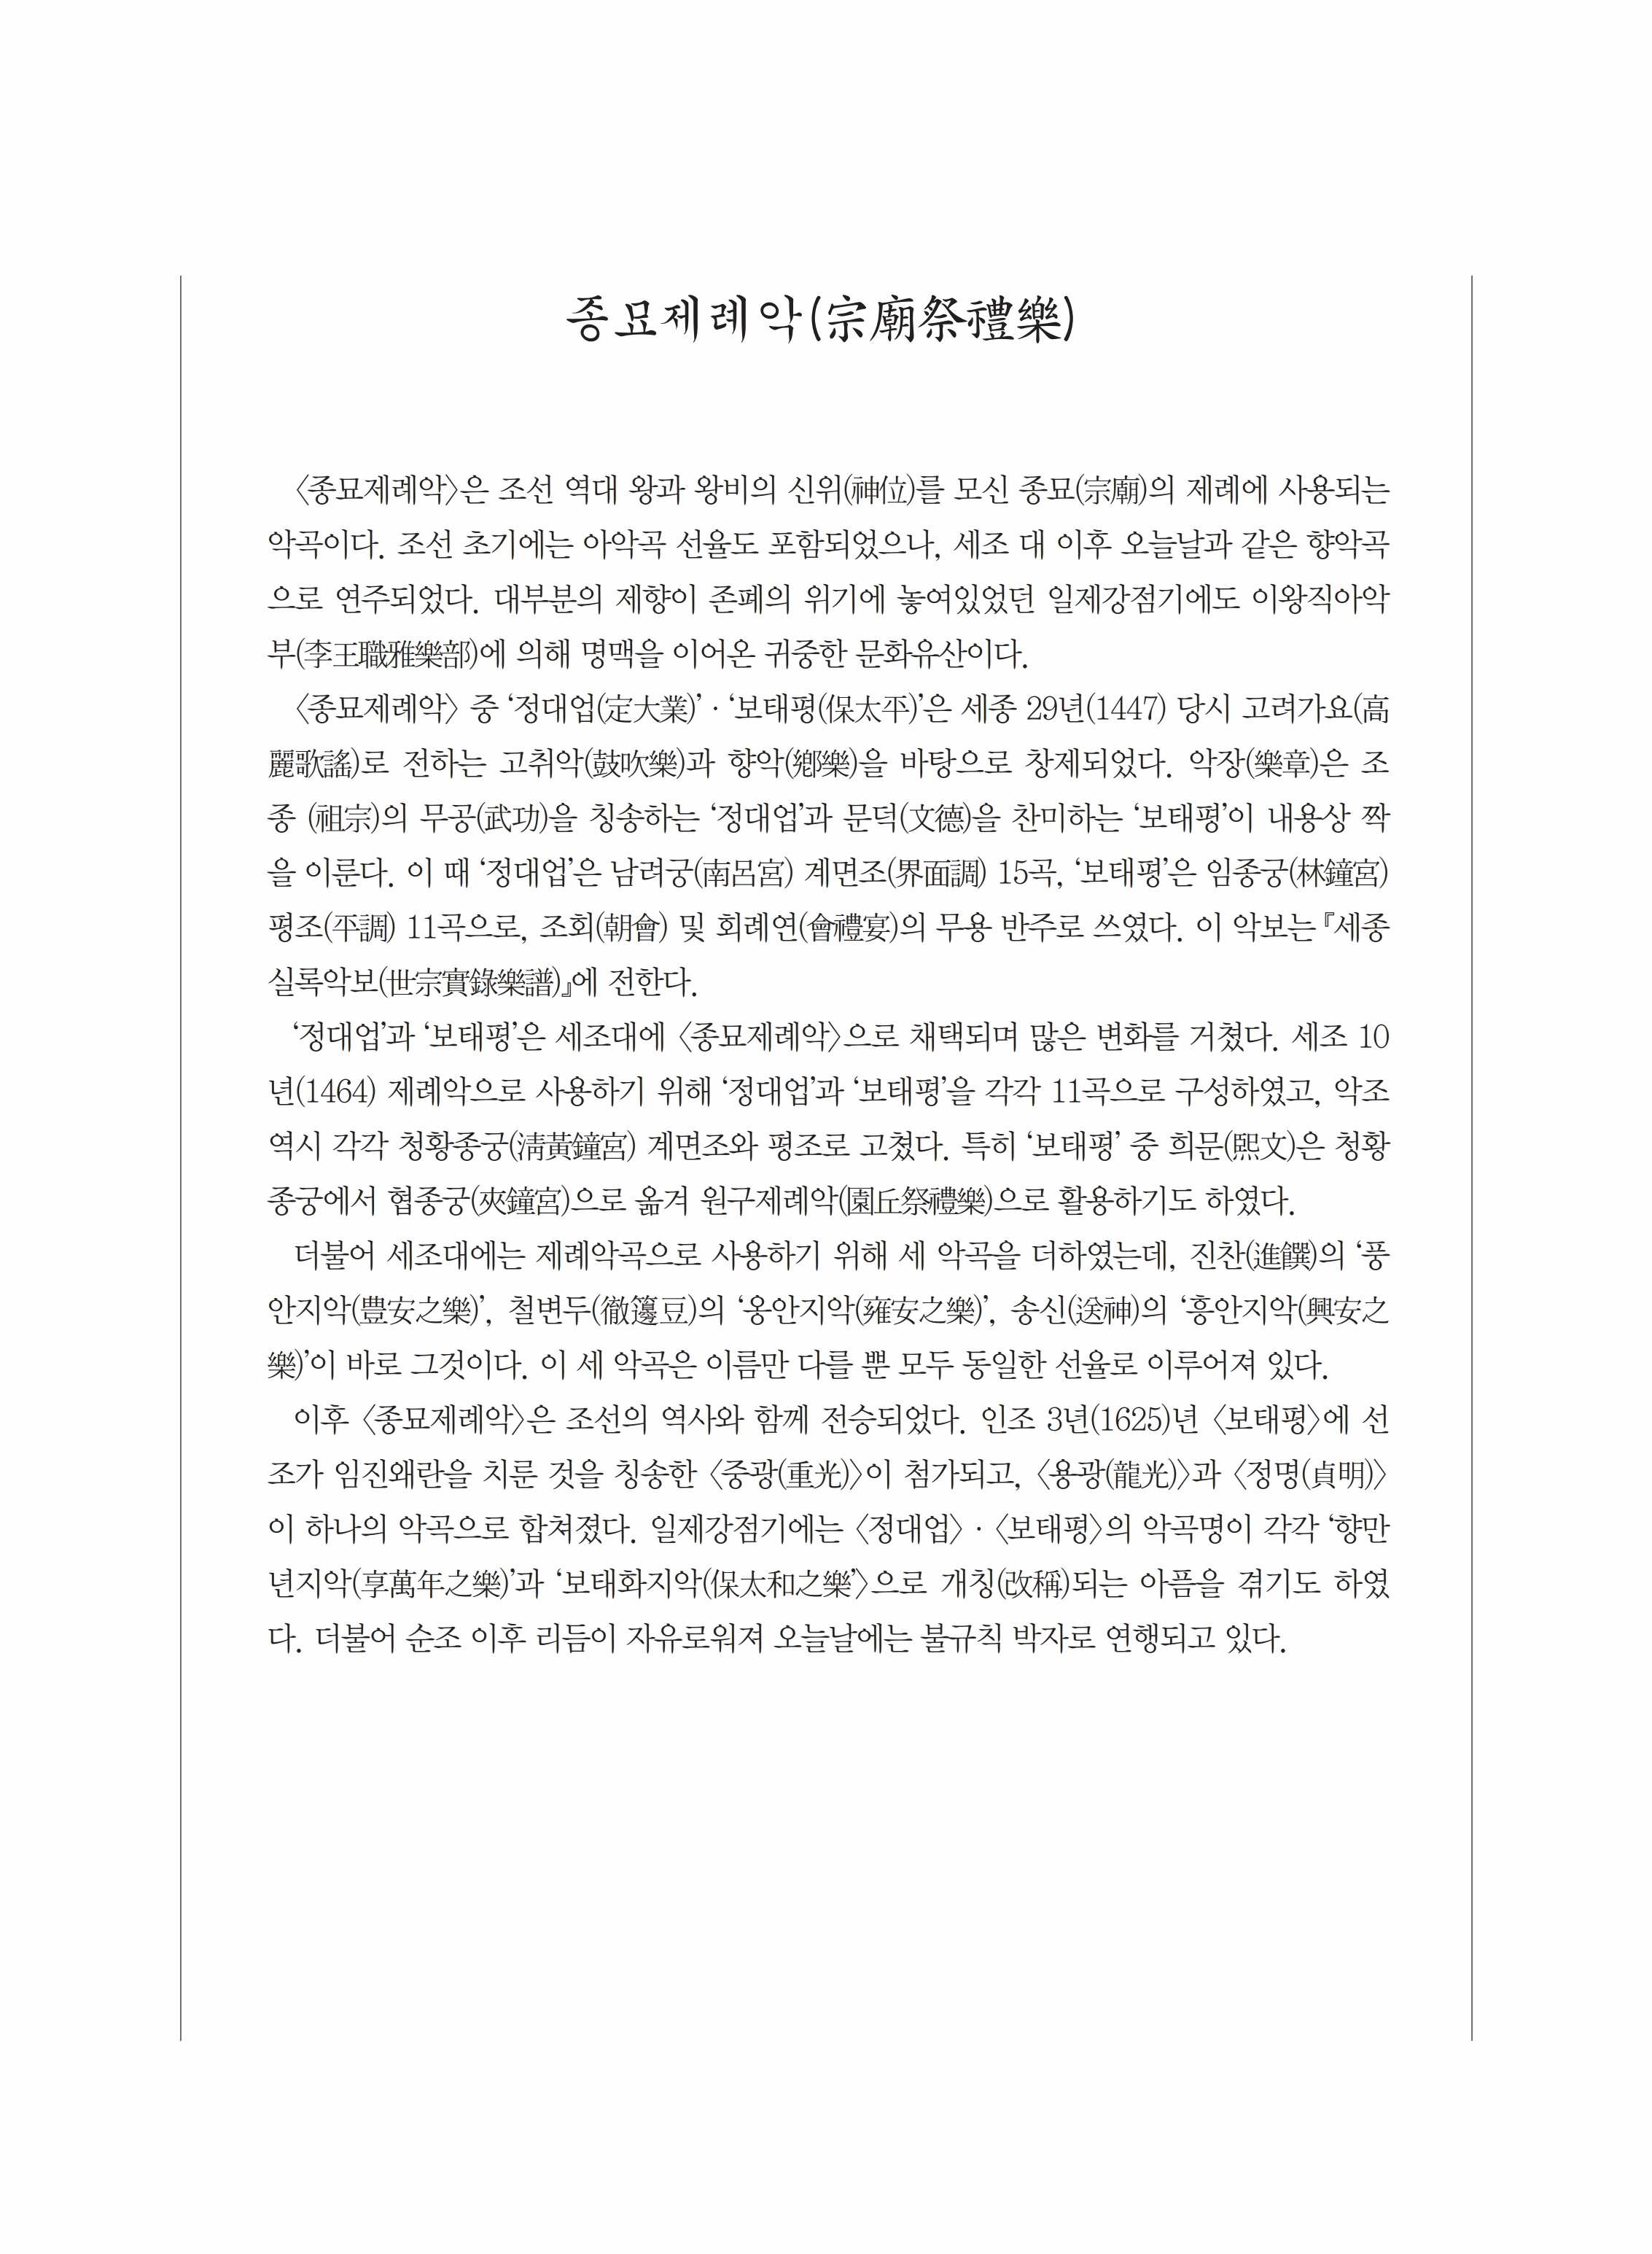 종묘제례악(宗廟祭禮樂)
〈종묘제례악〉은 조선 역대 왕과 왕비의 신위(神位)를 모신 종묘(宗廟)의 제례에 사용되는
악곡이다. 조선 초기에는 아악곡 선율도 포함되었으나, 세조 대 이후 오늘날과 같은 향악곡
으로 연주되었다. 대부분의 제향이 존폐의 위기에 놓여있었던 일제강점기에도 이왕직아악
부(李王職雅樂部)에 의해 명맥을 이어온 귀중한 문화유산이다.
〈종묘제례악〉 중 ‘정대업(定大業)’·‘보태평(保太平)’은 세종 29년(1447) 당시 고려가요(高
麗歌謠)로 전하는 고취악(鼓吹樂)과 향악(鄕樂)을 바탕으로 창제되었다. 악장(樂章)은 조
종 (祖宗)의 무공(武功)을 칭송하는 ‘정대업’과 문덕(文德)을 찬미하는 ‘보태평’이 내용상 짝
을 이룬다. 이 때 ‘정대업’은 남려궁(南呂宮) 계면조(界面調) 15곡, ‘보태평’은 임종궁(林鐘宮)
평조(平調) 11곡으로, 조회(朝會) 및 회례연(會禮宴)의 무용 반주로 쓰였다. 이 악보는 『세종
실록악보(世宗實錄樂譜)』에 전한다.
‘정대업’과 ‘보태평’은 세조대에 〈종묘제례악〉으로 채택되며 많은 변화를 거쳤다. 세조 10
년(1464) 제례악으로 사용하기 위해 ‘정대업’과 ‘보태평’을 각각 11곡으로 구성하였고, 악조
역시 각각 청황종궁(淸黃鐘宮) 계면조와 평조로 고쳤다. 특히 ‘보태평’ 중 희문(熙文)은 청황
종궁에서 협종궁(夾鐘宮)으로 옮겨 원구제례악(園丘祭禮樂)으로 활용하기도 하였다.
더불어 세조대에는 제례악곡으로 사용하기 위해 세 악곡을 더하였는데, 진찬(進饌)의 ‘풍
안지악(豊安之樂)’, 철변두(徹籩豆)의 ‘옹안지악(雍安之樂)’, 송신(送神)의 ‘흥안지악(興安之
樂)’이 바로 그것이다. 이 세 악곡은 이름만 다를 뿐 모두 동일한 선율로 이루어져 있다.
이후 〈종묘제례악〉은 조선의 역사와 함께 전승되었다. 인조 3년(1625)년 〈보태평〉에 선
조가 임진왜란을 치룬 것을 칭송한 〈중광(重光)〉이 첨가되고, 〈용광(龍光)〉과 〈정명(貞明)〉
이 하나의 악곡으로 합쳐졌다. 일제강점기에는 〈정대업〉·〈보태평〉의 악곡명이 각각 ‘향만
년지악(享萬年之樂)’과 ‘보태화지악(保太和之樂’〉으로 개칭(改稱)되는 아픔을 겪기도 하였
다. 더불어 순조 이후 리듬이 자유로워져 오늘날에는 불규칙 박자로 연행되고 있다.